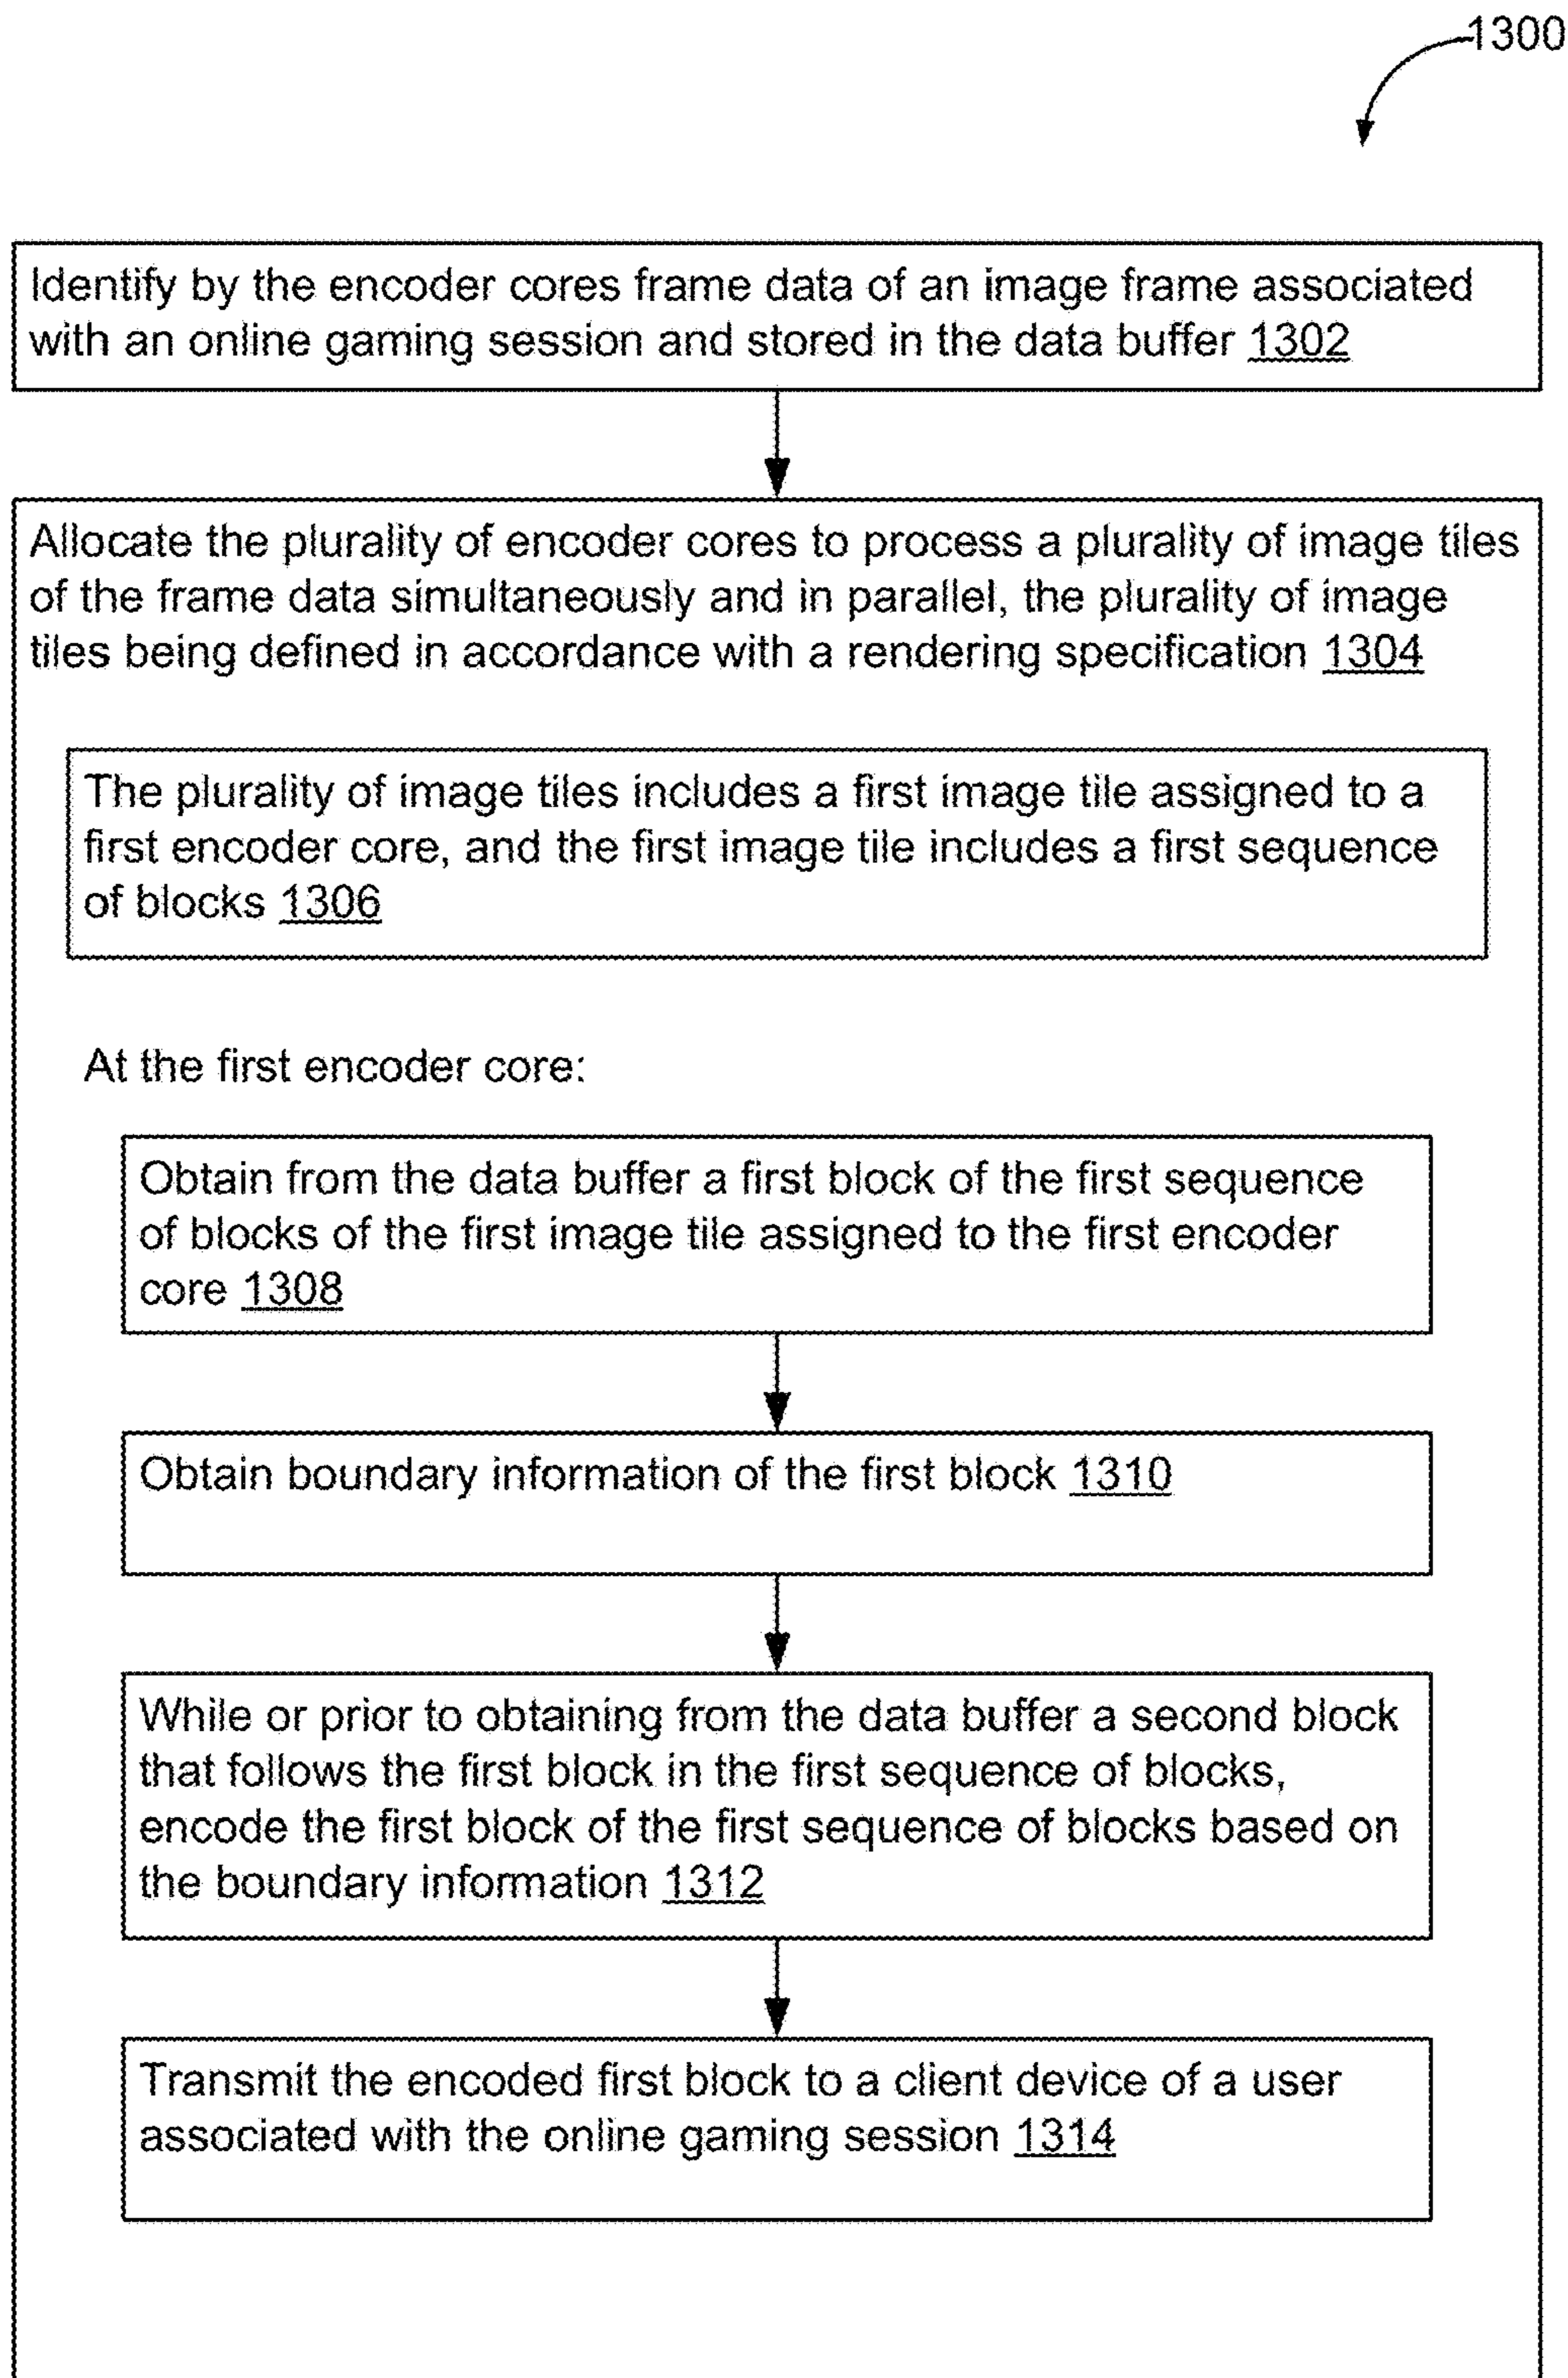 1300
Identify by the encoder cores frame data of an image frame associated
with an online gaming session and stored in the data buffer 1302
Allocate the plurality of encoder cores to process a plurality of image tiles
of the frame data simultaneously and in parallel, the plurality of image
tiles being defined in accordance with a rendering specification 1304
The plurality of image tiles includes a first image tile assigned to a
first encoder core, and the first image tile includes a first sequence
of blocks 1306
At the first encoder core:
Obtain from the data buffer a first block of the first sequence
of blocks of the first image tile assigned to the first encoder
core 1308
Obtain boundary information of the first block 1310
While or prior to obtaining from the data buffer a second block
that follows the first block in the first sequence of blocks,
encode the first block of the first sequence of blocks based on
the boundary information 1312
Transmit the encoded first block to a client device of a user
associated with the online gaming session 1314